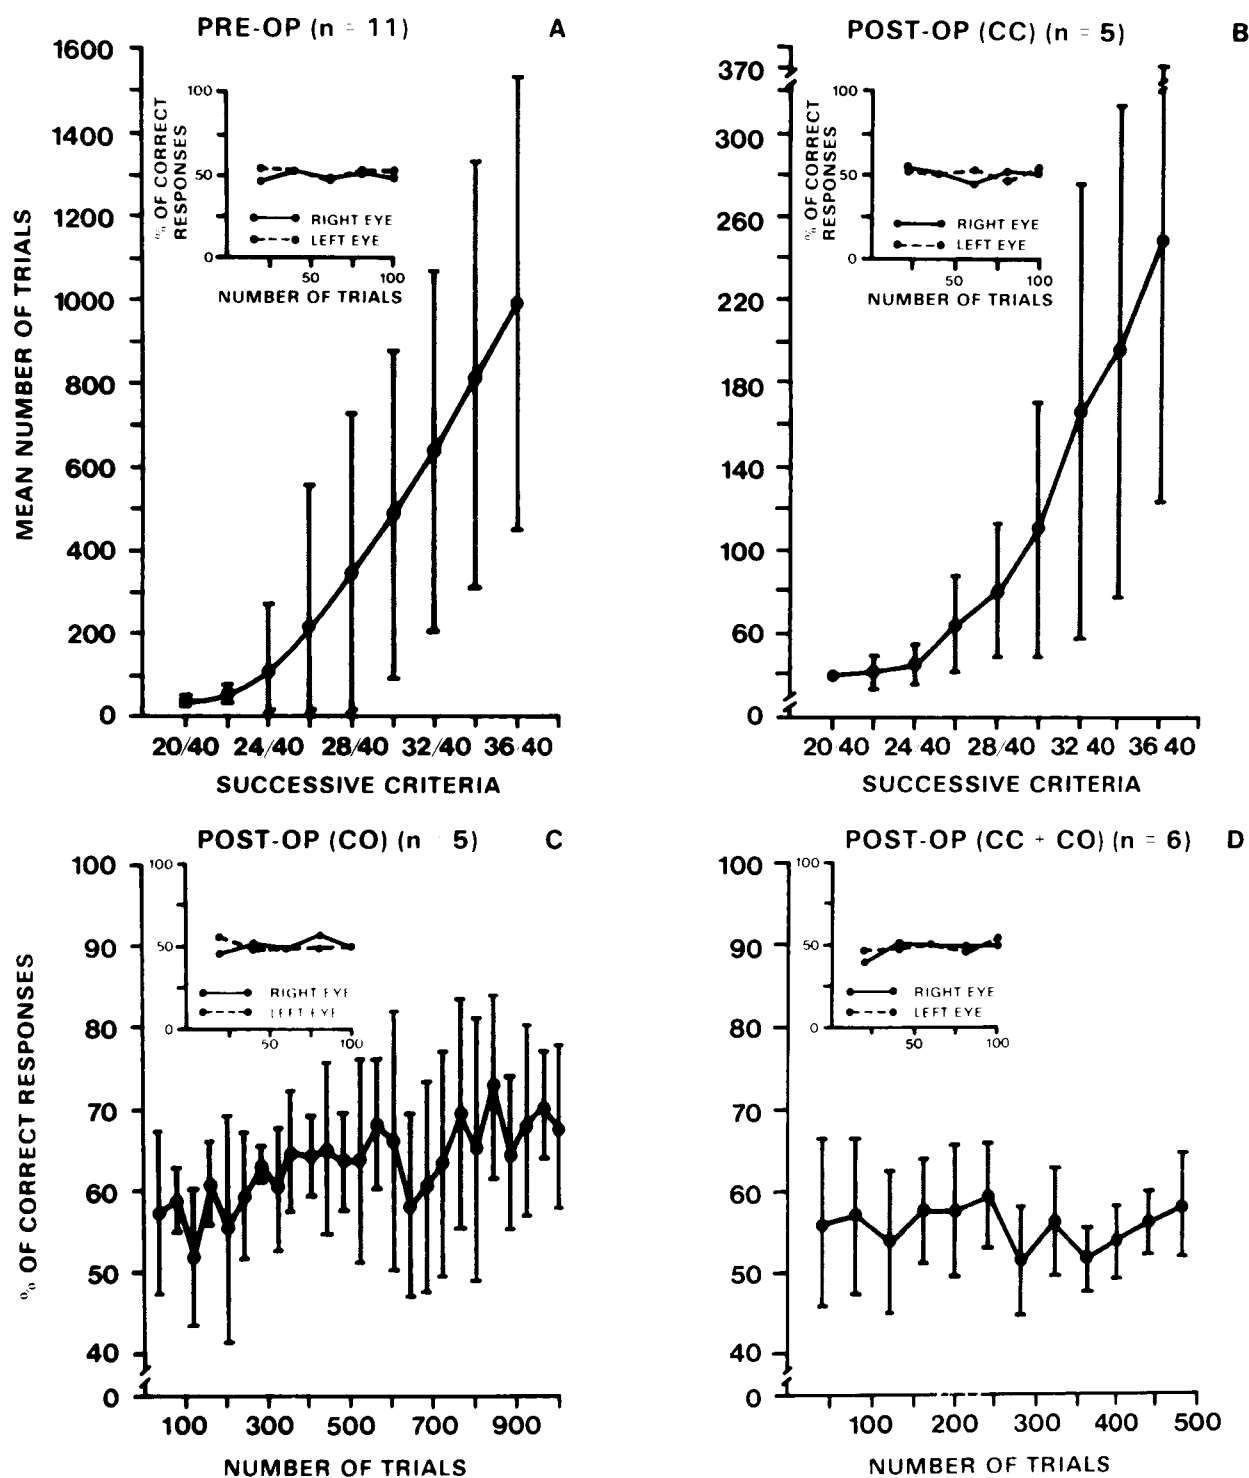 PRE-OP (n = 11) A
1600
1400
1200
1000
800
600
400
200
0
MEAN NUMBER OF TRIALS
100
50
0
% OF CORRECT
RESPONSES
RIGHT EYE
LEFT EYE
50 100
NUMBER OF TRIALS
20/40 24/40 28/40 32/40 36/40
SUCCESSIVE CRITERIA
POST-OP (CC) (n = 5) B
370
300
260
220
180
140
100
60
0
100
50
0
% OF CORRECT
RESPONSES
RIGHT EYE
LEFT EYE
50 100
NUMBER OF TRIALS
20/40 24/40 28/40 32 40 36 40
SUCCESSIVE CRITERIA
POST-OP (CO) (n 5) C
100
90
80
70
60
50
40
0
% OF CORRECT RESPONSES
100
50
0
RIGHT EYE
LEFT EYE
50 100
100 300 500 700 900
NUMBER OF TRIALS
POST-OP (CC + CO) (n = 6) D
100
90
80
70
60
50
40
0
100
50
0
RIGHT EYE
LEFT EYE
50 100
100 200 300 400 500
NUMBER OF TRIALS